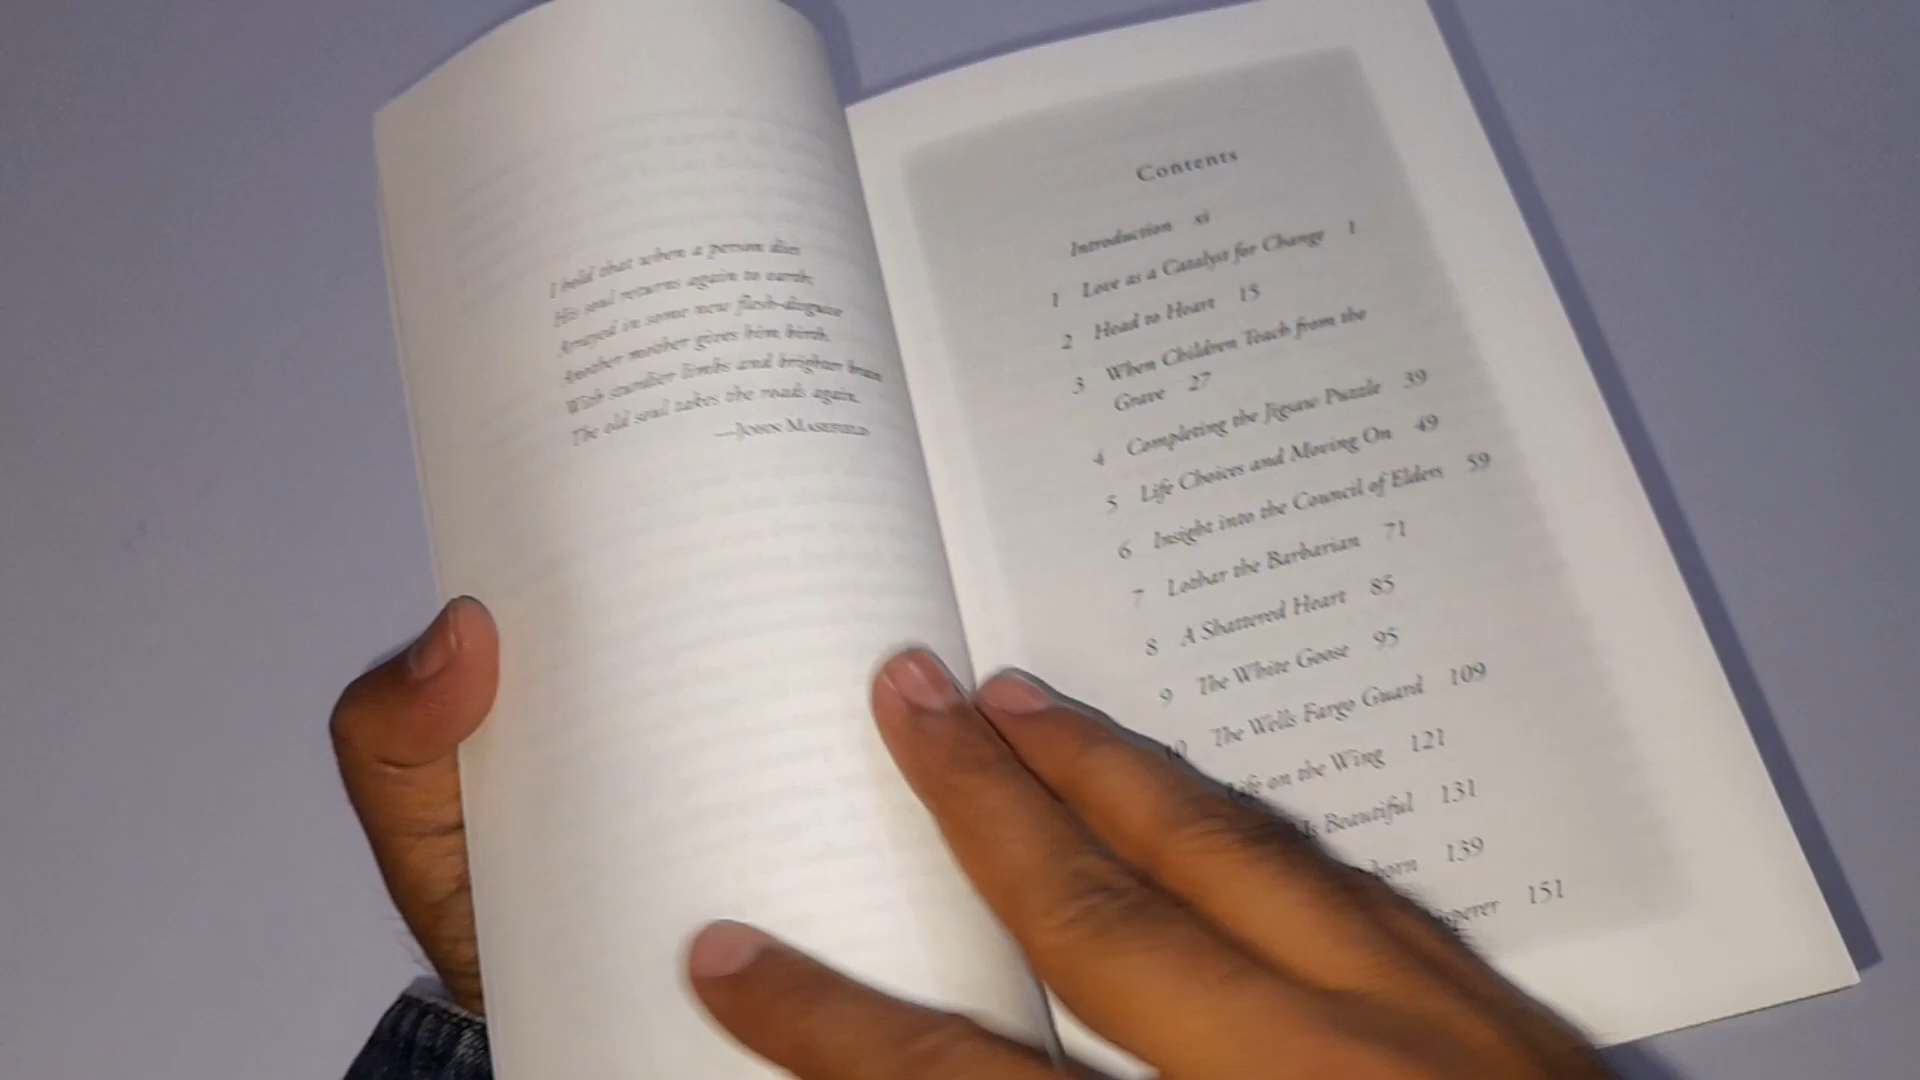 I hold that when a person dies
His soul returns again to earth;
Arrayed in some new flesh-disguise
Another mother gives him birth.
With sturdier limbs and brighter brain
The old soul takes the roads again.
—John Masefield
Contents
Introduction xi
1 Love as a Catalyst for Change 1
2 Head to Heart 15
3 When Children Teach from the
Grave 27
4 Completing the Jigsaw Puzzle 39
5 Life Choices and Moving On 49
6 Insight into the Council of Elders 59
7 Lothar the Barbarian 71
8 A Shattered Heart 85
9 The White Goose 95
10 The Wells Fargo Guard 109
Life on the Wing 121
Is Beautiful 131
born 139
sperer 151